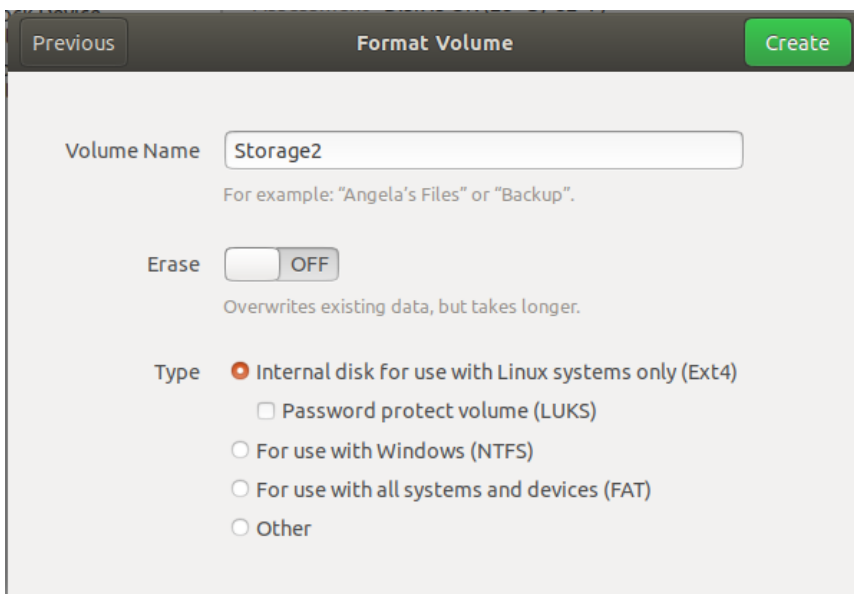 Previous Format Volume Create
Volume Name Storage2
For example: “Angela’s Files” or “Backup”.
Erase OFF
Overwrites existing data, but takes longer.
Type Internal disk for use with Linux systems only (Ext4)
Password protect volume (LUKS)
For use with Windows (NTFS)
For use with all systems and devices (FAT)
Other